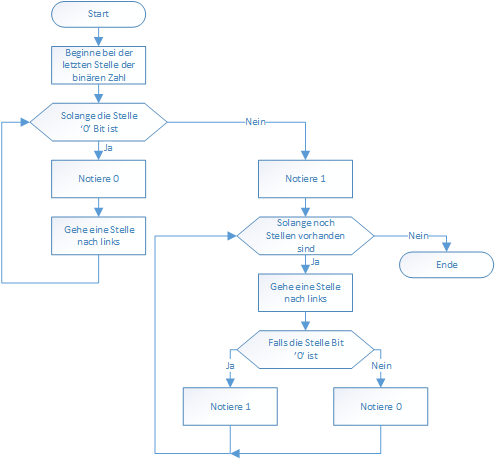 Start
Beginne bei der
letzten Stelle der
binären Zahl
Solange die Stelle
'0' Bit ist
Nein
Ja
Notiere 0
Notiere 1
Gehe eine Stelle
nach links
Solange noch
Stellen vorhanden
sind
Nein
Ja
Ende
Gehe eine Stelle
nach links
Falls die Stelle Bit
'0' ist
Ja
Nein
Notiere 1
Notiere 0